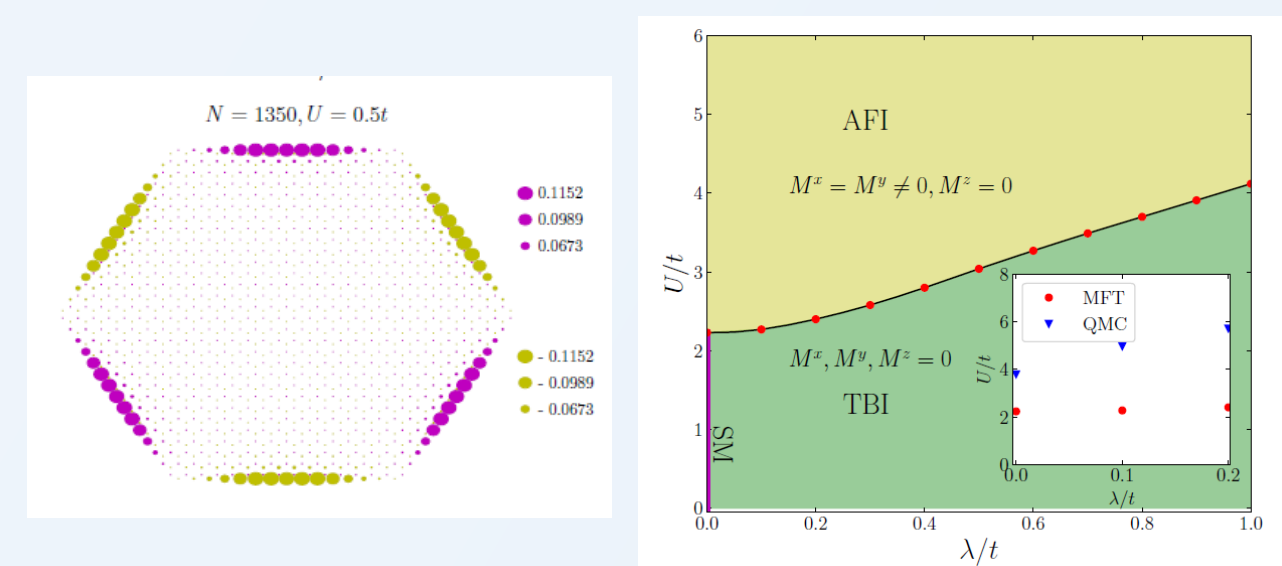 N = 1350, U = 0.5t
0.1152
0.0989
0.0673
- 0.1152
- 0.0989
- 0.0673
6
5
4
3
2
1
0
U/t
AFI
M^x = M^y ≠ 0, M^z = 0
M^x, M^y, M^z = 0
TBI
SM
0.0 0.2 0.4 0.6 0.8 1.0
λ/t
8
6
4
2
0
U/t
MFT
QMC
0.0 0.1 0.2
λ/t